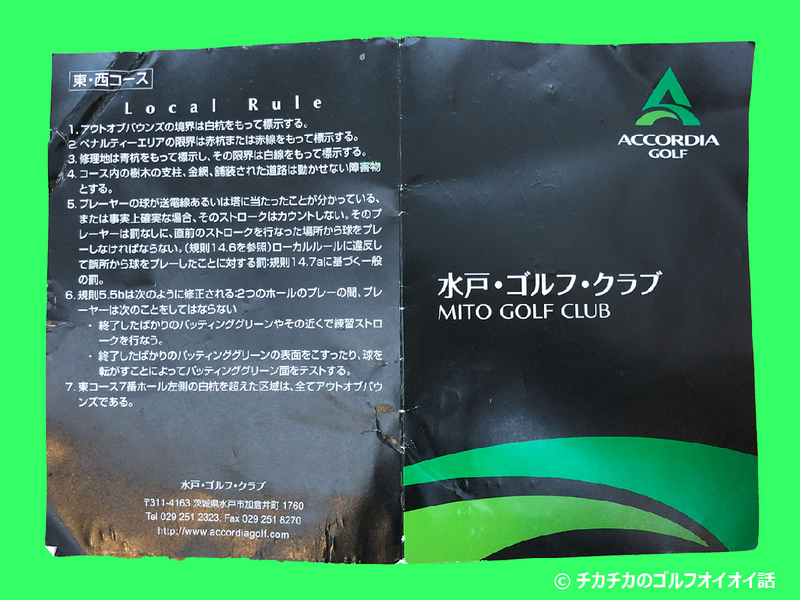 東・西コース
Local Rule
1. アウトオブバウンズの境界は白杭をもって標示する。
2. ペナルティーエリアの限界は赤杭または赤線をもって標示する。
3. 修理地は青杭をもって標示し、その限界は白線をもって標示する。
4. コース内の樹木の支柱、金網、舗装された道路は動かせない障害物
とする。
5. プレーヤーの球が送電線あるいは塔に当たったことが分かっている、
または事実上確実な場合、そのストロークはカウントしない。そのプ
レーヤーは罰なしに、直前のストロークを行なった場所から球をプレ
ーしなければならない。(規則14.6を参照)ローカルルールに違反し
て誤所から球をプレーしたことに対する罰:規則14.7aに基づく一般
の罰。
6. 規則5.5bは次のように修正される:2つのホールのプレーの間、プレ
ーヤーは次のことをしてはならない
・ 終了したばかりのパッティンググリーンやその近くで練習ストロ
ークを行なう。
・ 終了したばかりのパッティンググリーンの表面をこすったり、球を
転がすことによってパッティンググリーン面をテストする。
7. 東コース7番ホール左側の白杭を超えた区域は、全てアウトオブバウ
ンズである。
水戸・ゴルフ・クラブ
〒311-4163 茨城県水戸市加倉井町 1760
Tel 029 251 2323, Fax 029 251 8270
http://www.accordiagolf.com
ACCORDIA
GOLF
水戸・ゴルフ・クラブ
MITO GOLF CLUB
© チカチカのゴルフオイオイ話